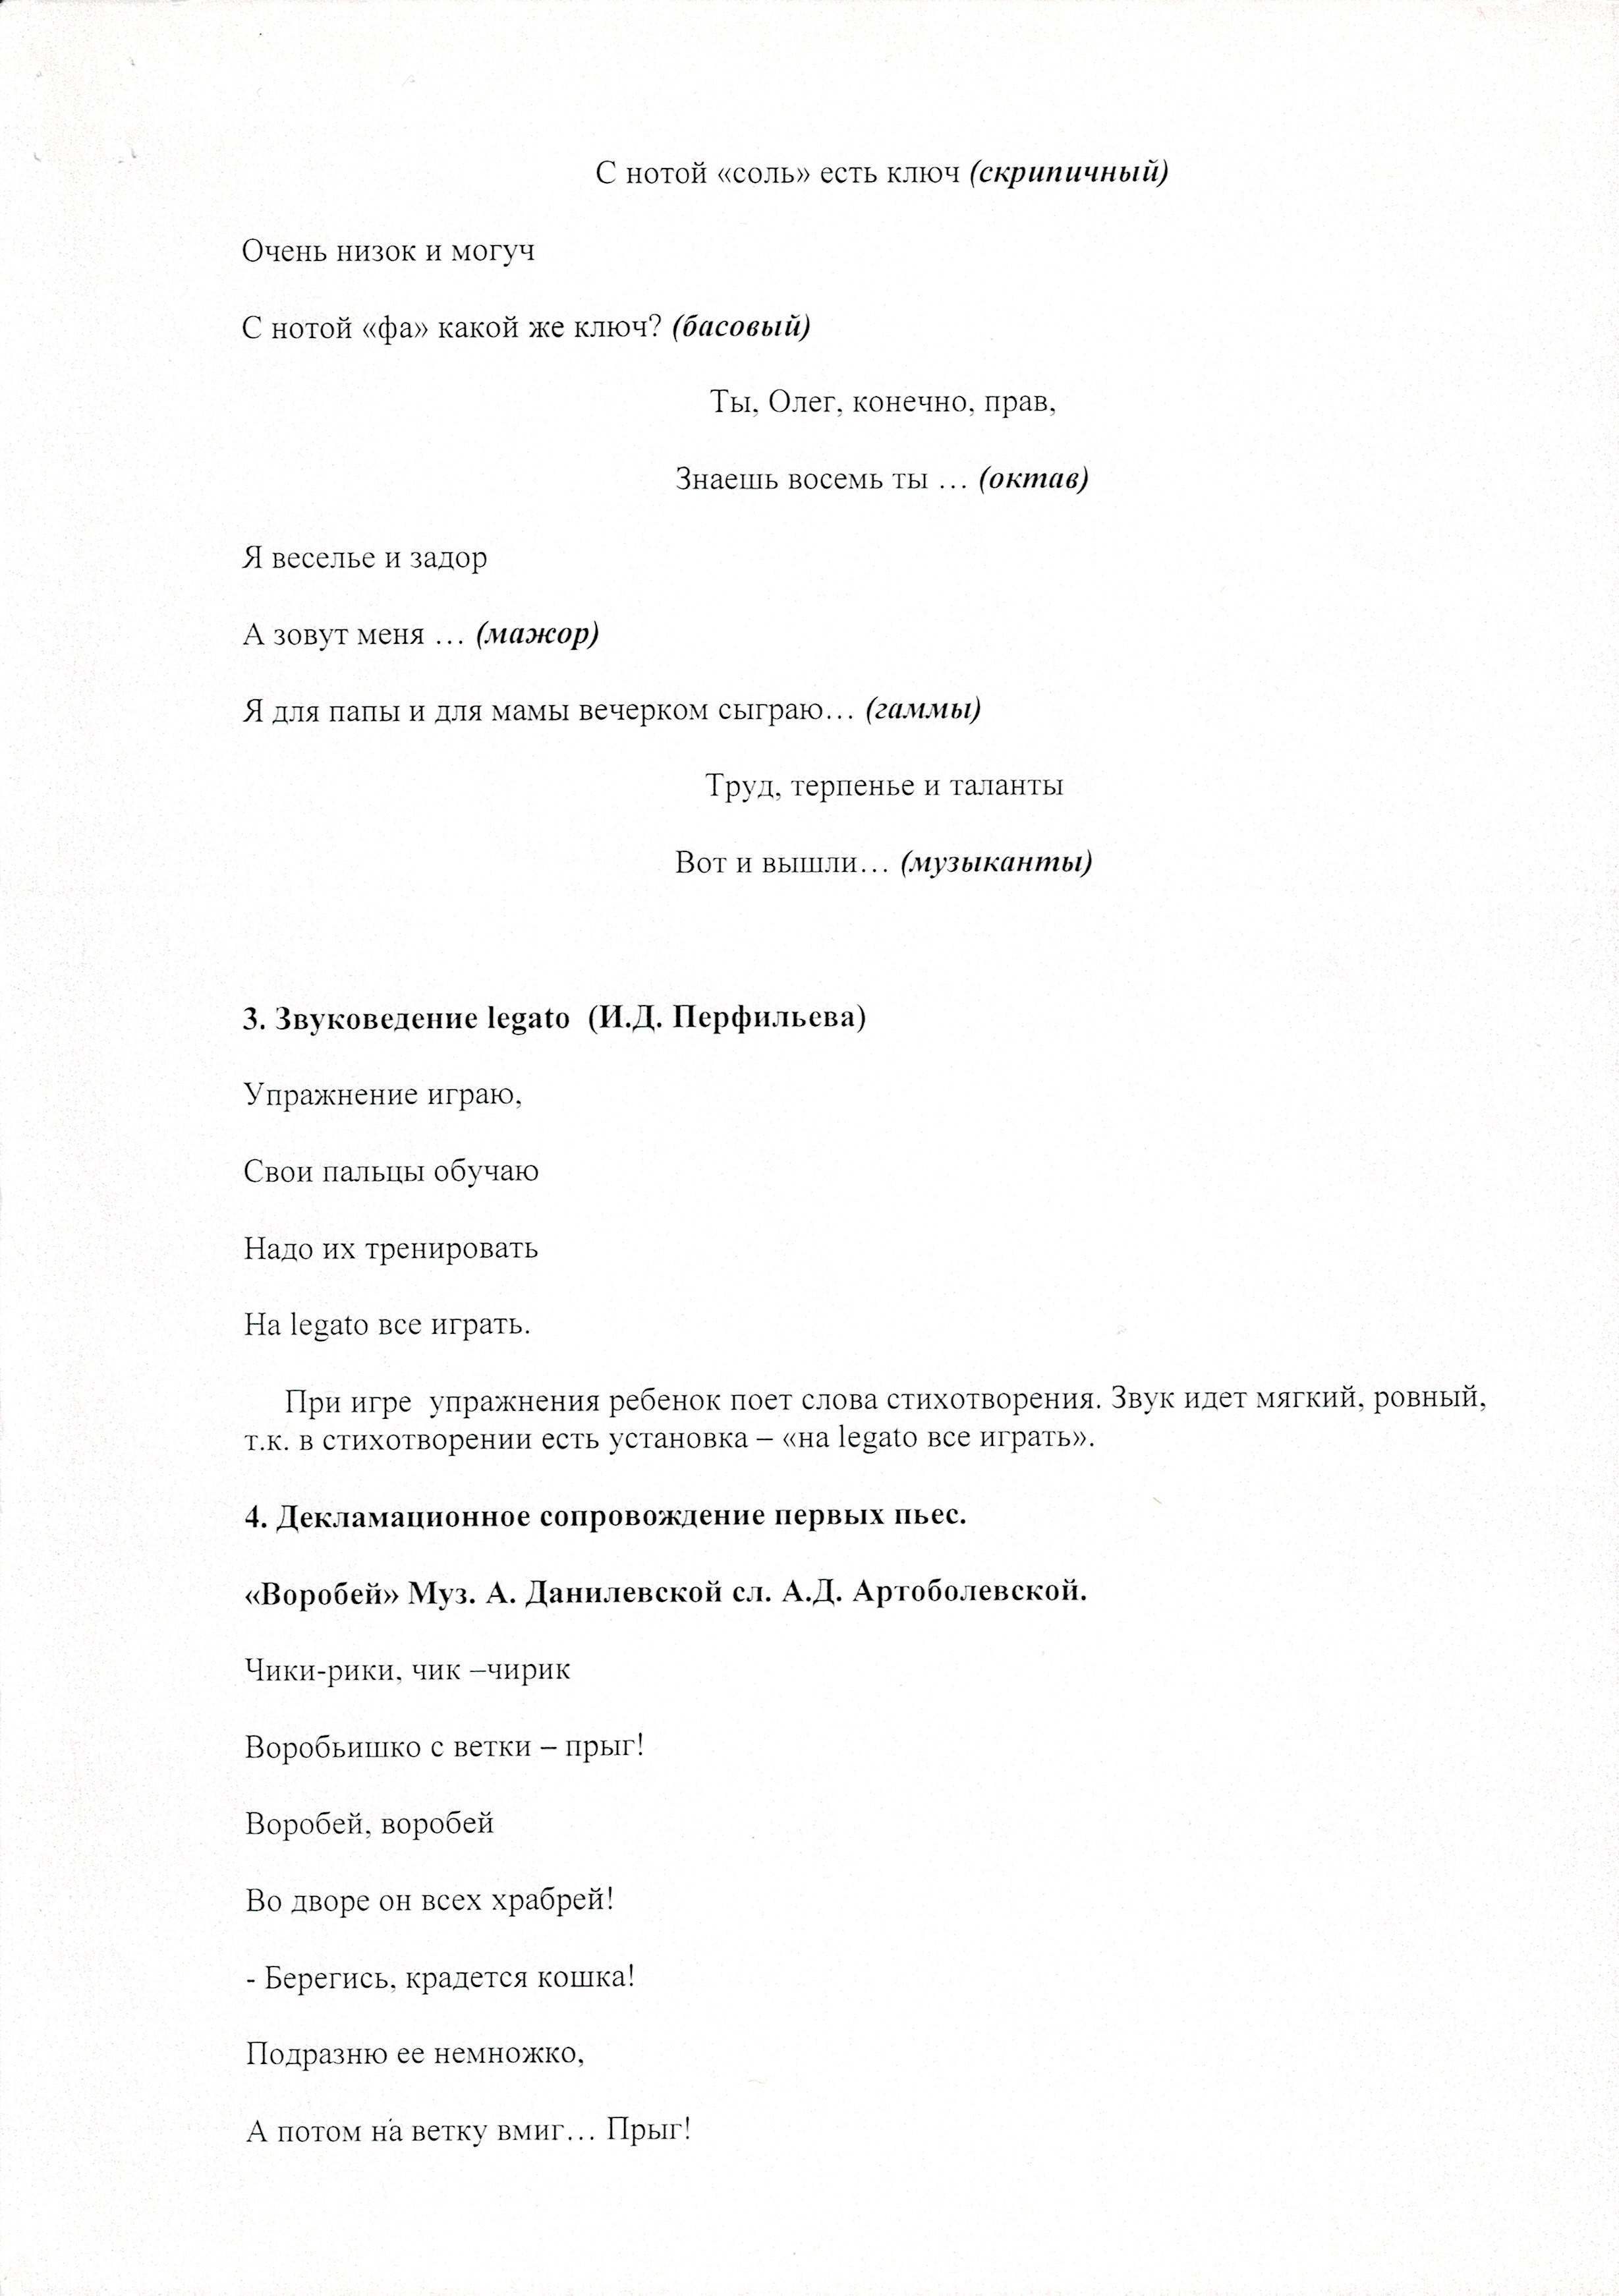 С нотой «соль» есть ключ (скрипичный)
Очень низок и могуч
С нотой «фа» какой же ключ? (басовый)
Ты, Олег, конечно, прав,
Знаешь восемь ты … (октав)
Я веселье и задор
А зовут меня … (мажор)
Я для папы и для мамы вечерком сыграю… (гаммы)
Труд, терпенье и таланты
Вот и вышли… (музыканты)
3. Звуковедение legato (И.Д. Перфильева)
Упражнение играю,
Свои пальцы обучаю
Надо их тренировать
На legato все играть.
При игре упражнения ребенок поет слова стихотворения. Звук идет мягкий, ровный,
т.к. в стихотворении есть установка – «на legato все играть».
4. Декламационное сопровождение первых пьес.
«Воробей» Муз. А. Данилевской сл. А.Д. Артоболевской.
Чики-рики, чик –чирик
Воробьишко с ветки – прыг!
Воробей, воробей
Во дворе он всех храбрей!
- Берегись, крадется кошка!
Подразню ее немножко,
А потом на ветку вмиг… Прыг!